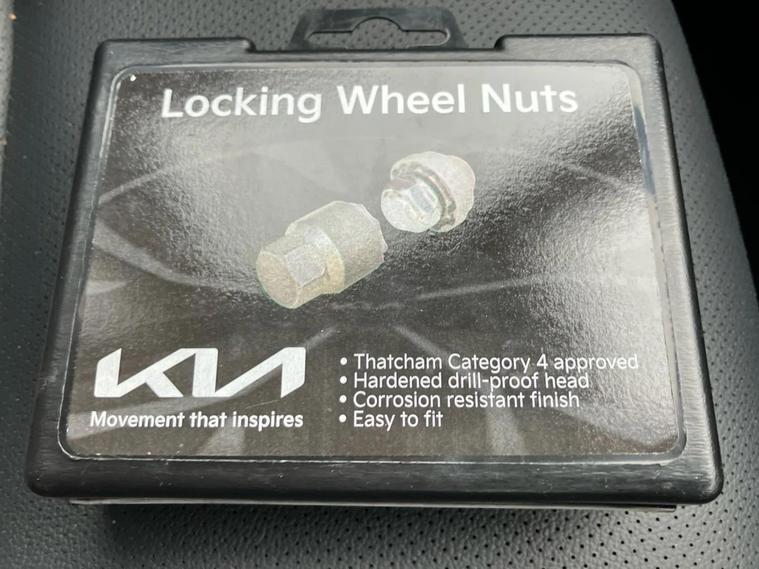 Locking Wheel Nuts
KIA
Movement that inspires
• Thatcham Category 4 approved
• Hardened drill-proof head
• Corrosion resistant finish
• Easy to fit